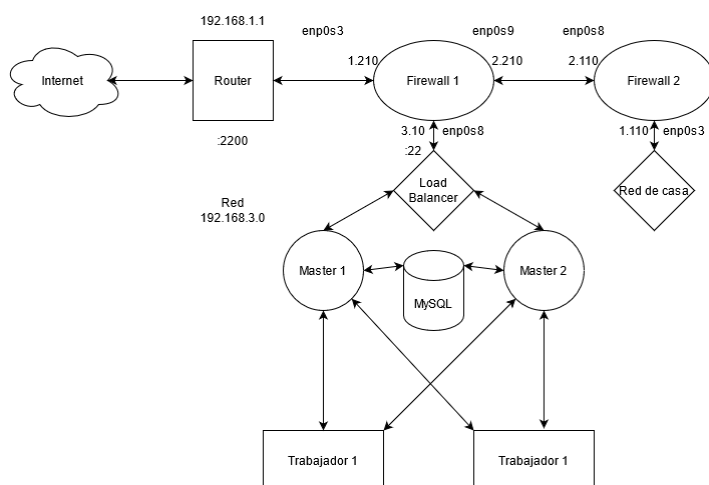 192.168.1.1
enp0s3
enp0s9
enp0s8
Internet
Router
1.210
Firewall 1
2.210
2.110
Firewall 2
:2200
3.10
enp0s8
:22
1.110
enp0s3
Load
Balancer
Red de casa
Red
192.168.3.0
Master 1
MySQL
Master 2
Trabajador 1
Trabajador 1